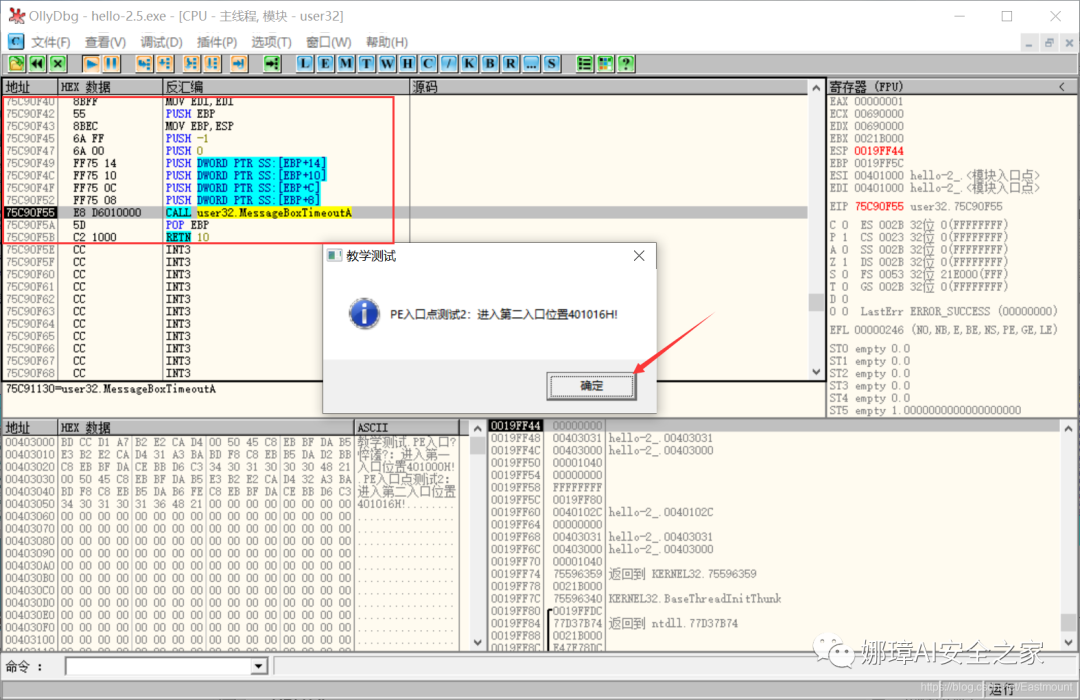 OllyDbg - hello-2.5.exe - [CPU - 主线程, 模块 - user32]
文件(F) 查看(V) 调试(D) 插件(P) 选项(T) 窗口(W) 帮助(H)
L E M T W H C / K B R ... S ?
地址 HEX 数据 反汇编 源码
75C90F40 8BFF MOV EDI,EDI
75C90F42 55 PUSH EBP
75C90F43 8BEC MOV EBP,ESP
75C90F45 6A FF PUSH -1
75C90F47 6A 00 PUSH 0
75C90F49 FF75 14 PUSH DWORD PTR SS:[EBP+14]
75C90F4C FF75 10 PUSH DWORD PTR SS:[EBP+10]
75C90F4F FF75 0C PUSH DWORD PTR SS:[EBP+C]
75C90F52 FF75 08 PUSH DWORD PTR SS:[EBP+8]
75C90F55 E8 D6010000 CALL user32.MessageBoxTimeoutA
75C90F5A 5D POP EBP
75C90F5B C2 1000 RETN 10
75C90F5E CC INT3
75C90F5F CC INT3
75C90F60 CC INT3
75C90F61 CC INT3
75C90F62 CC INT3
75C90F63 CC INT3
75C90F64 CC INT3
75C90F65 CC INT3
75C90F66 CC INT3
75C90F67 CC INT3
75C90F68 CC INT3
75C91130=user32.MessageBoxTimeoutA
寄存器 (FPU)
EAX 00000001
ECX 00690000
EDX 00690000
EBX 0021B000
ESP 0019FF44
EBP 0019FF5C
ESI 00401000 hello-2_.<模块入口点>
EDI 00401000 hello-2_.<模块入口点>
EIP 75C90F55 user32.75C90F55
C 0 ES 002B 32位 0(FFFFFFFF)
P 1 CS 0023 32位 0(FFFFFFFF)
A 0 SS 002B 32位 0(FFFFFFFF)
Z 1 DS 002B 32位 0(FFFFFFFF)
S 0 FS 0053 32位 21E000(FFF)
T 0 GS 002B 32位 0(FFFFFFFF)
D 0
O 0 LastErr ERROR_SUCCESS (00000000)
EFL 00000246 (NO,NB,E,BE,NS,PE,GE,LE)
ST0 empty 0.0
ST1 empty 0.0
ST2 empty 0.0
ST3 empty 0.0
ST4 empty 0.0
ST5 empty 1.0000000000000000000
教学测试
PE入口点测试2：进入第二入口位置401016H!
确定
地址 HEX 数据 ASCII
00403000 BD CC D1 A7 B2 E2 CA D4 00 50 45 C8 EB BF DA B5 教学测试.PE入口?
00403010 E3 B2 E2 CA D4 31 A3 BA BD F8 C8 EB B5 DA D2 BB
00403020 C8 EB BF DA CE BB D6 C3 34 30 31 30 30 30 48 21 入口位置401000H!
00403030 00 50 45 C8 EB BF DA B5 E3 B2 E2 CA D4 32 A3 BA .PE入口点测试2：
00403040 BD F8 C8 EB B5 DA B6 FE C8 EB BF DA CE BB D6 C3 进入第二入口位置
00403050 34 30 31 30 31 36 48 21 00 00 00 00 00 00 00 00 401016H!........
00403060 00 00 00 00 00 00 00 00 00 00 00 00 00 00 00 00 ................
00403070 00 00 00 00 00 00 00 00 00 00 00 00 00 00 00 00 ................
00403080 00 00 00 00 00 00 00 00 00 00 00 00 00 00 00 00 ................
00403090 00 00 00 00 00 00 00 00 00 00 00 00 00 00 00 00 ................
004030A0 00 00 00 00 00 00 00 00 00 00 00 00 00 00 00 00 ................
004030B0 00 00 00 00 00 00 00 00 00 00 00 00 00 00 00 00 ................
004030C0 00 00 00 00 00 00 00 00 00 00 00 00 00 00 00 00 ................
004030D0 00 00 00 00 00 00 00 00 00 00 00 00 00 00 00 00 ................
004030E0 00 00 00 00 00 00 00 00 00 00 00 00 00 00 00 00 ................
004030F0 00 00 00 00 00 00 00 00 00 00 00 00 00 00 00 00 ................
00403100 00 00 00 00 00 00 00 00 00 00 00 00 00 00 00 00 ................
0019FF44 00000000
0019FF48 00403031 hello-2_.00403031
0019FF4C 00403000 hello-2_.00403000
0019FF50 00001040
0019FF54 00000000
0019FF58 FFFFFFFF
0019FF5C 0019FF80
0019FF60 0040102C hello-2_.0040102C
0019FF64 00000000
0019FF68 00403031 hello-2_.00403031
0019FF6C 00403000 hello-2_.00403000
0019FF70 00001040
0019FF74 75596359 返回到 KERNEL32.75596359
0019FF78 0021B000
0019FF7C 75596340 KERNEL32.BaseThreadInitThunk
0019FF80 0019FFDC
0019FF84 77D37B74 返回到 ntdll.77D37B74
0019FF88 0021B000
0019FF8C E47F78DC
命令 :
娜璋AI安全之家
运行